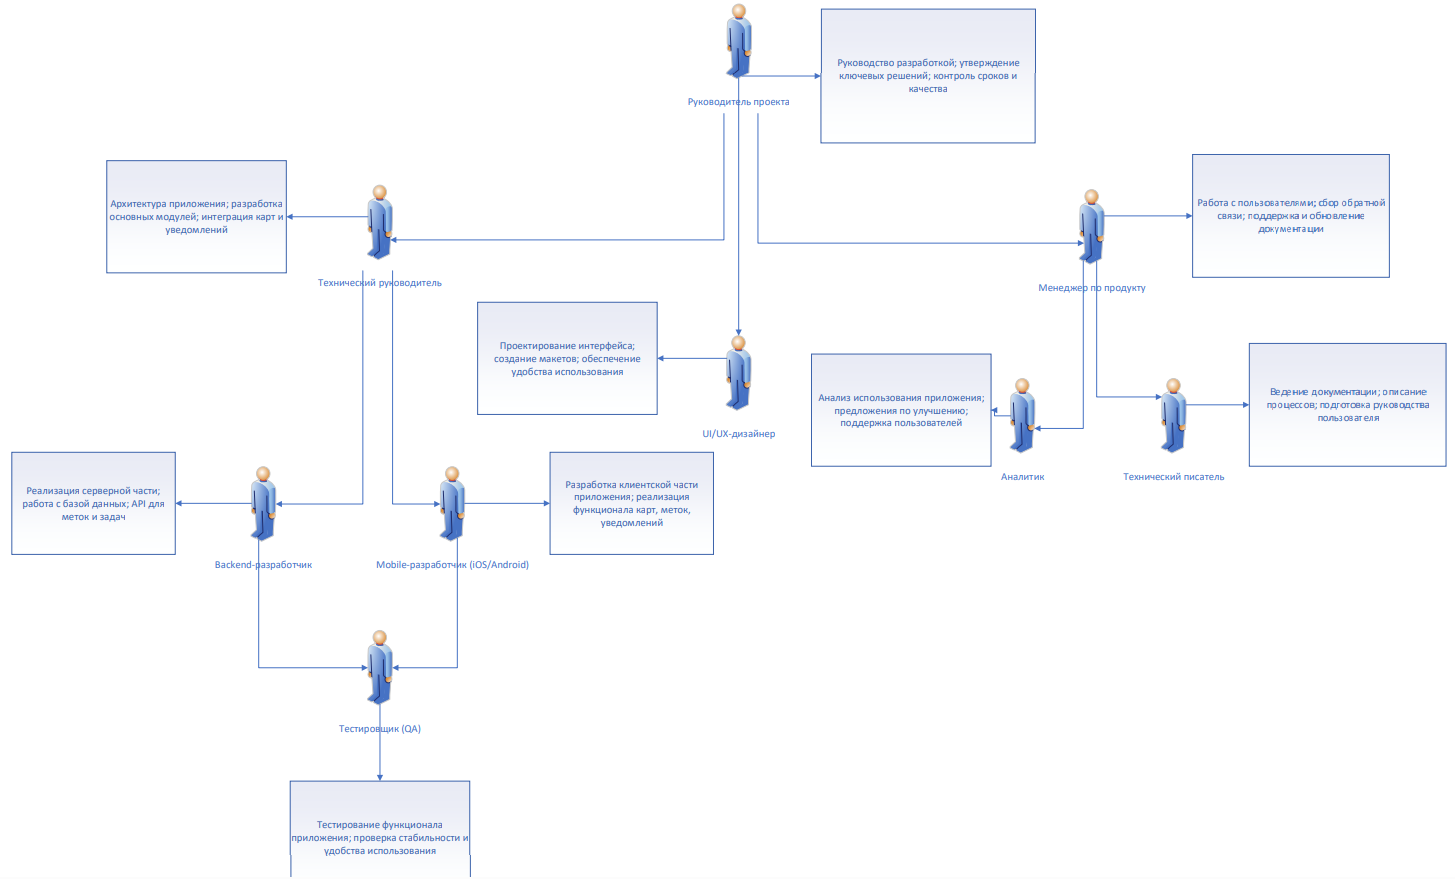 Руководство разработкой; утверждение
ключевых решений; контроль сроков и
качества
Руководитель проекта
Архитектура приложения; разработка
основных модулей; интеграция карт и
уведомлений
Работа с пользователями; сбор обратной
связи; поддержка и обновление
документации
Технический руководитель
Менеджер по продукту
Проектирование интерфейса;
создание макетов; обеспечение
удобства использования
Анализ использования приложения;
предложения по улучшению;
поддержка пользователей
Ведение документации; описание
процессов; подготовка руководства
пользователя
UI/UX-дизайнер
Аналитик
Технический писатель
Реализация серверной части;
работа с базой данных; API для
меток и задач
Разработка клиентской части
приложения; реализация
функционала карт, меток,
уведомлений
Backend-разработчик
Mobile-разработчик (iOS/Android)
Тестировщик (QA)
Тестирование функционала
приложения; проверка стабильности и
удобства использования